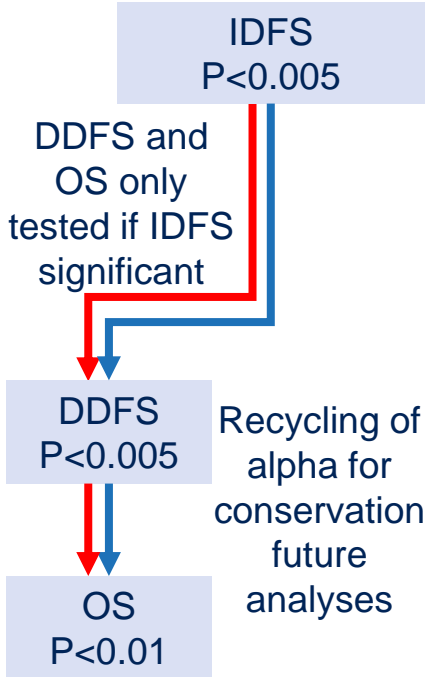 IDFS
P<0.005
DDFS and
OS only
tested if IDFS
significant
DDFS
P<0.005
Recycling of
alpha for
conservation
future
analyses
OS
P<0.01